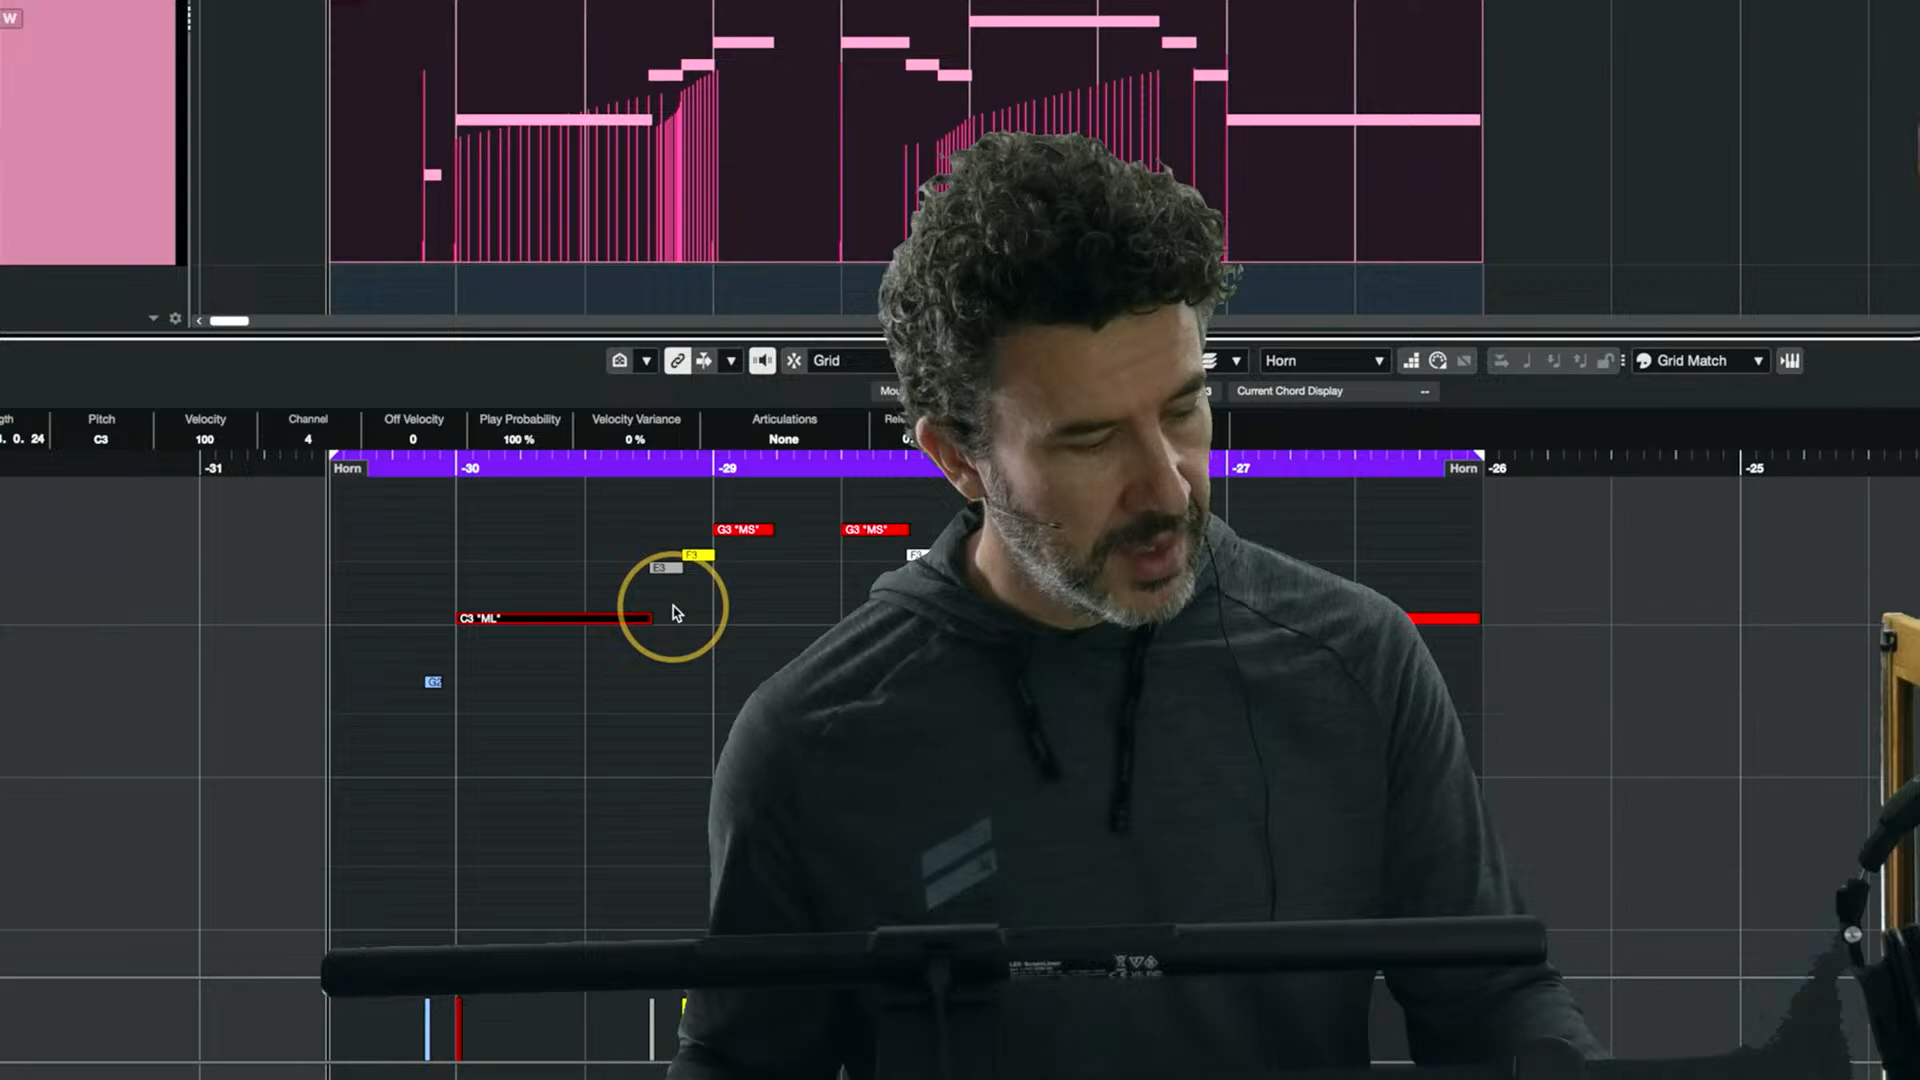 W
Grid
Horn
Grid Match
Current Chord Display
--
Pitch
Velocity
Channel
Off Velocity
Play Probability
Velocity Variance
Articulations
C3
100
4
0
100 %
0 %
None
-31
Horn
-30
-29
-27
Horn
-26
-25
G3 "MS"
G3 "MS"
F3
F3
E3
C3 "ML"
G2